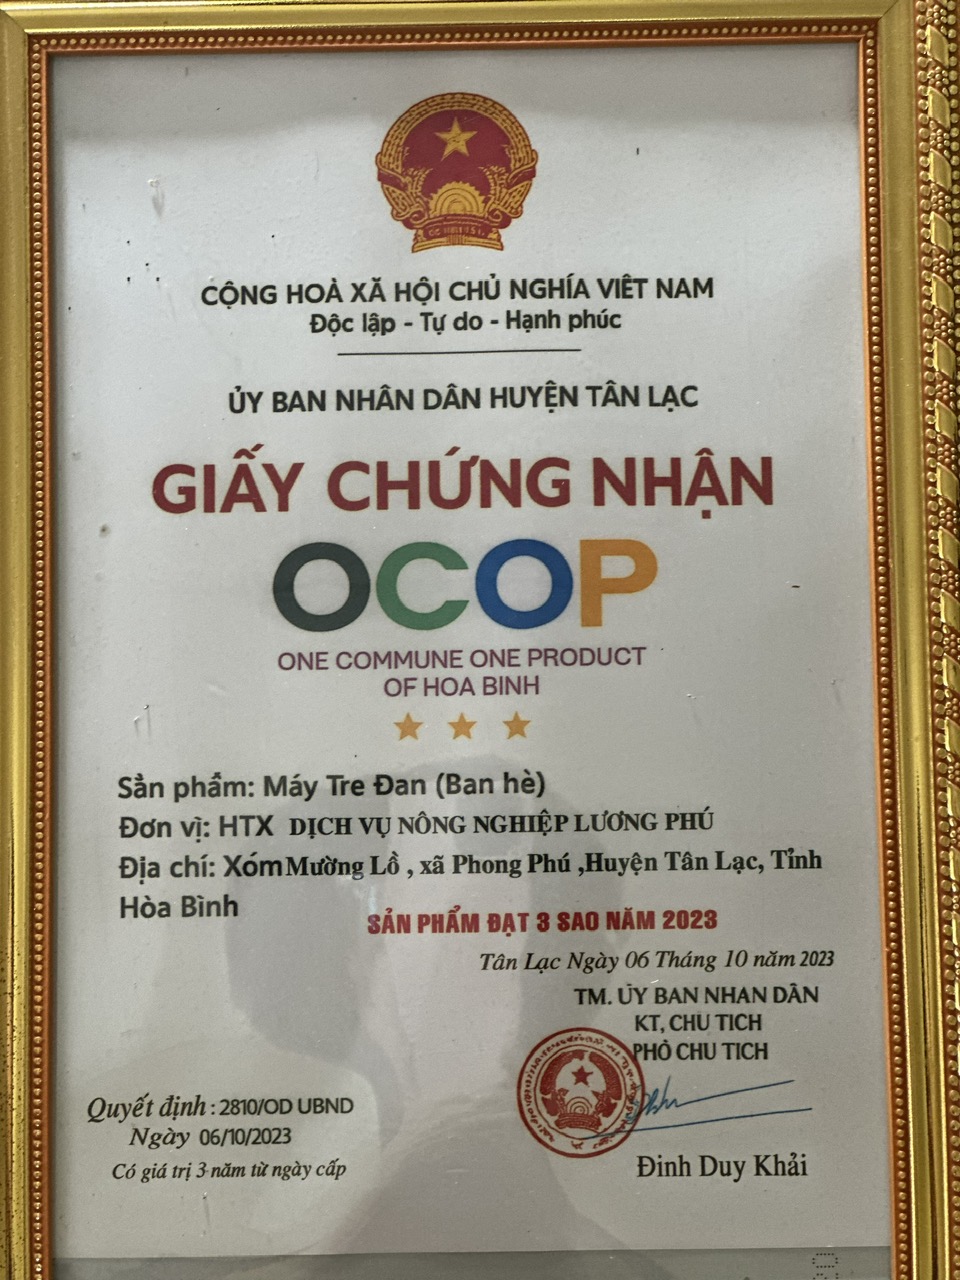 CỘNG HOÀ XÃ HỘI CHỦ NGHÍA VIÊT NAM
Độc lập - Tự do - Hạnh phúc
ỦY BAN NHÂN DÂN HUYỆN TÂN LẠC
GIẤY CHỨNG NHẬN
OCOP
ONE COMMUNE ONE PRODUCT
OF HOA BINH
Sản phẩm: Máy Tre Đan (Ban hè)
Đơn vị: HTX DỊCH VỤ NÔNG NGHIỆP LƯƠNG PHÚ
Địa chí: Xóm Mường Lồ , xã Phong Phú ,Huyện Tân Lạc, Tỉnh
Hòa Bình
SẢN PHẨM ĐẠT 3 SAO NĂM 2023
Tân Lạc Ngày 06 Tháng 10 năm 2023
TM. ỦY BAN NHAN DÂN
KT, CHU TICH
PHÓ CHU TICH
Quyết định : 2810/OD UBND
Ngày 06/10/2023
Có giá trị 3 năm từ ngày cấp
Đinh Duy Khải